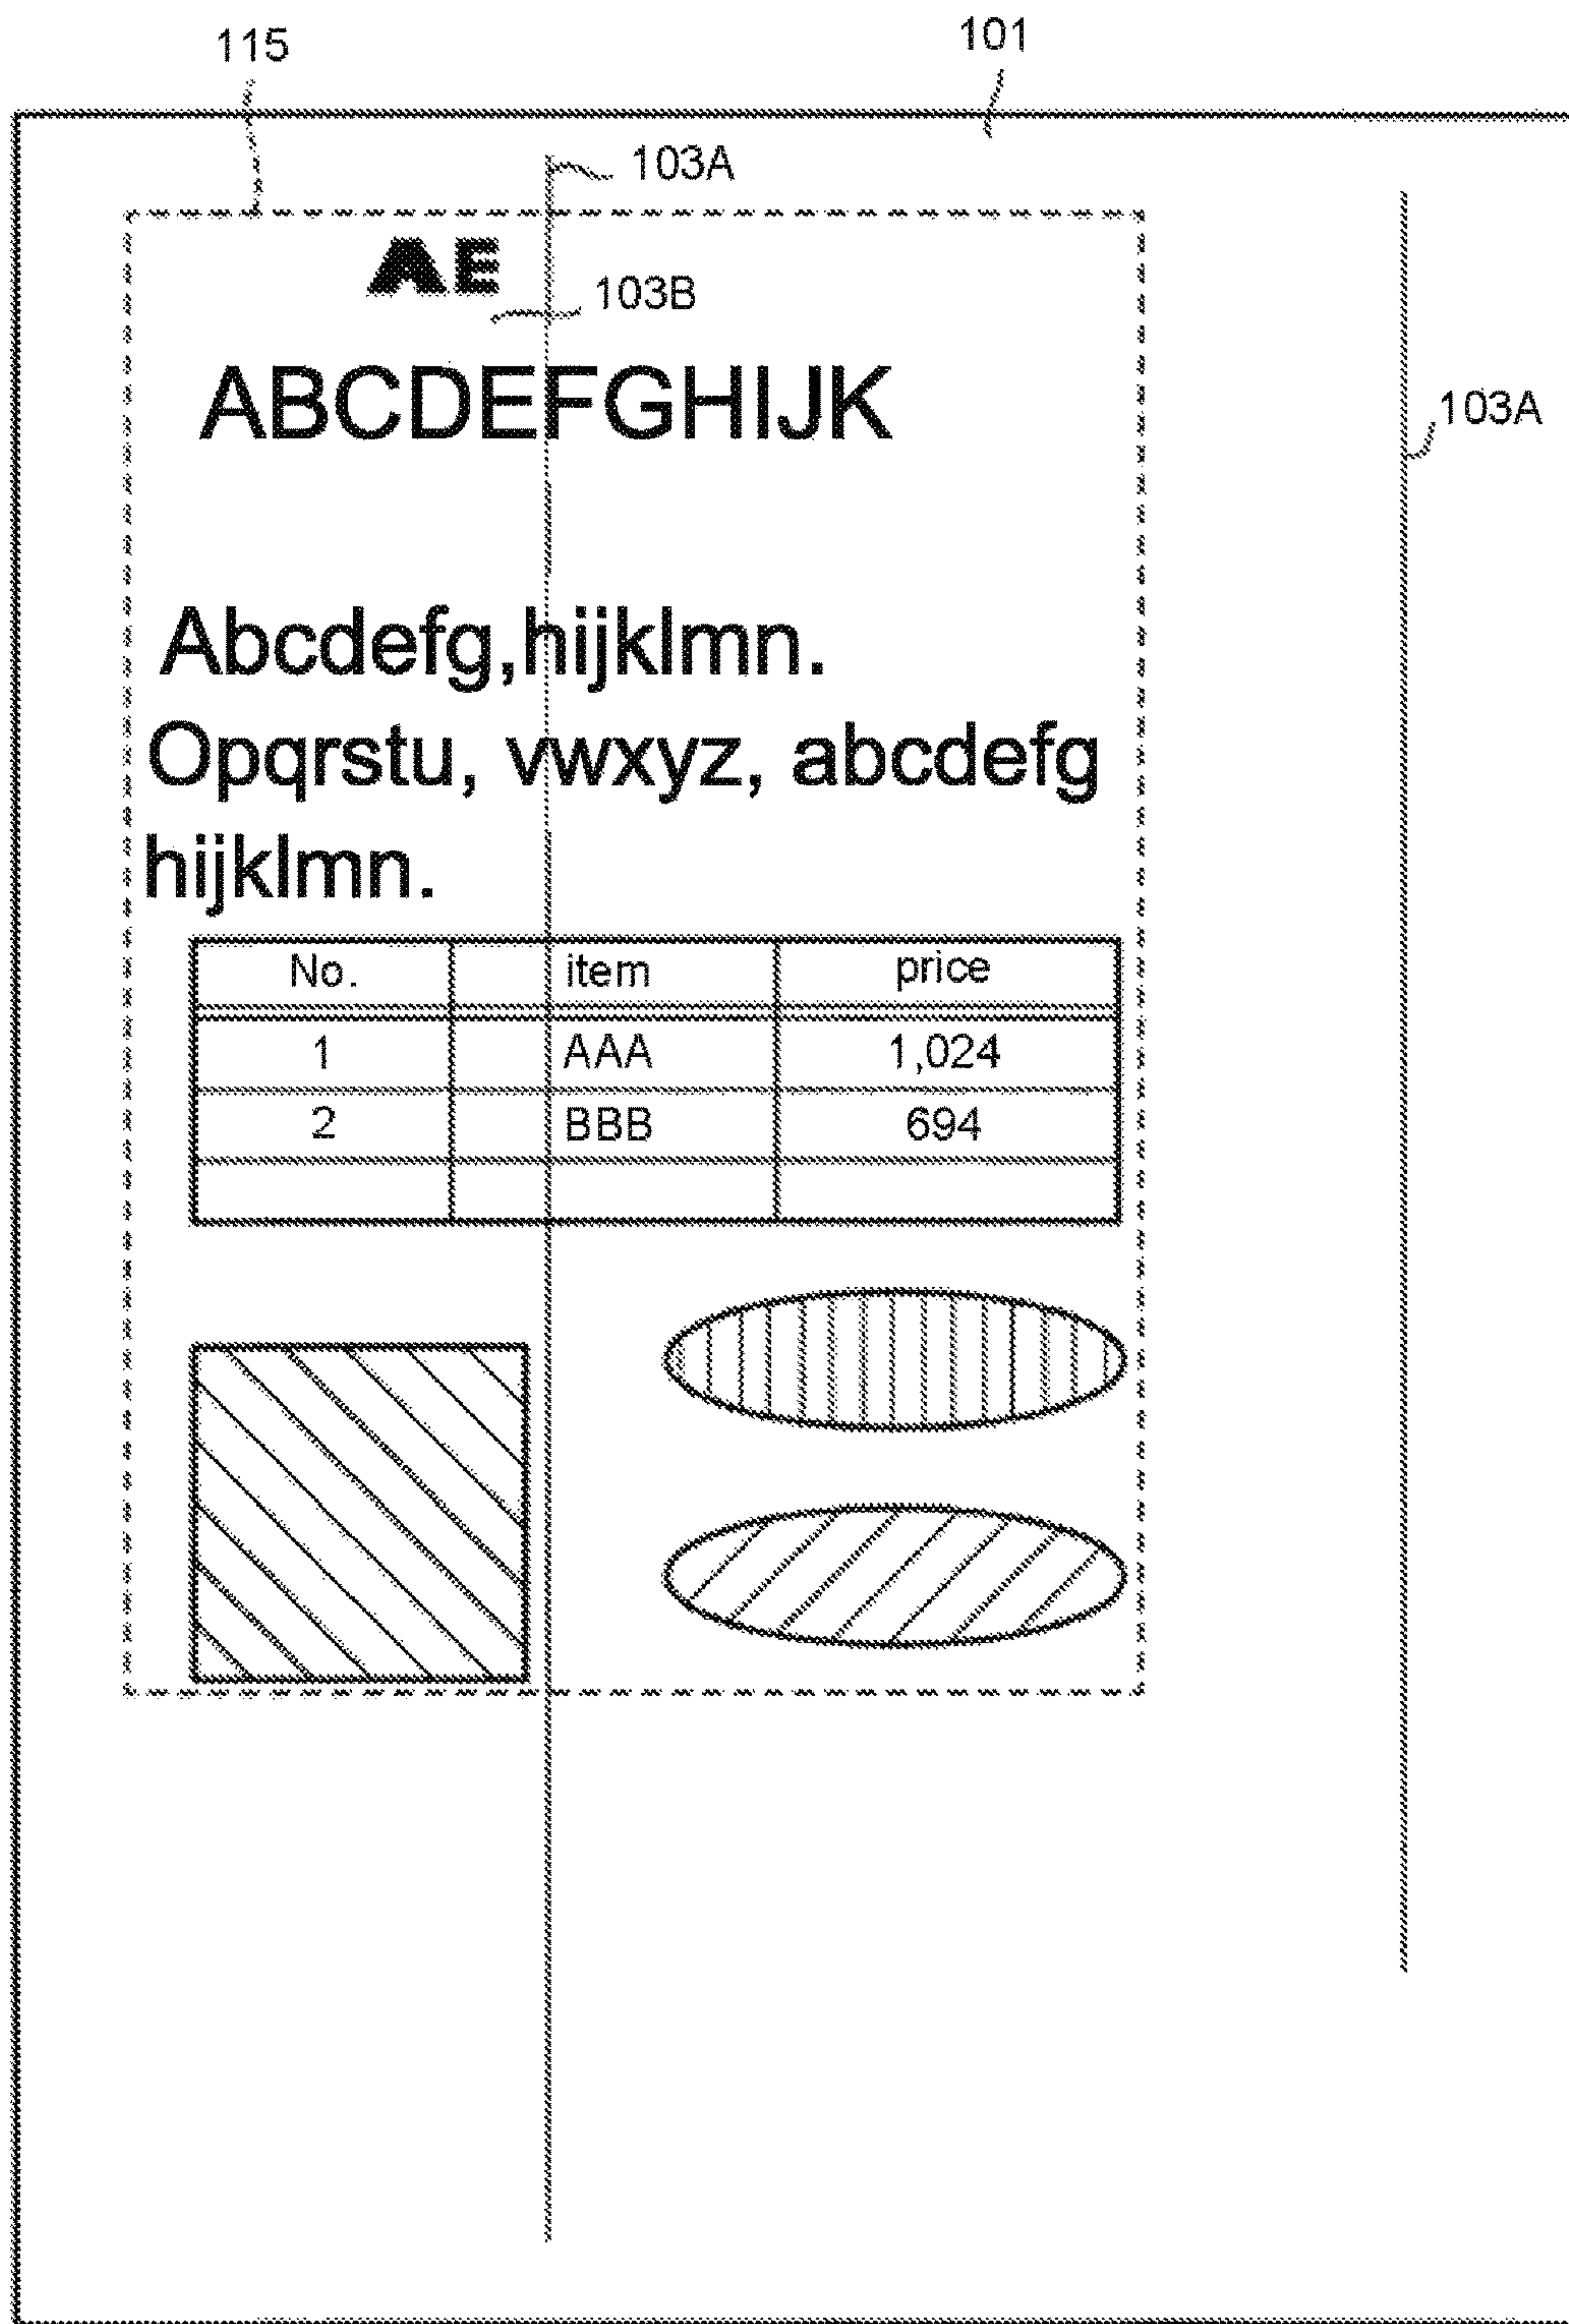 115
101
103A
AE
103B
ABCDEFGHIJK
103A
Abcdefg,hijklmn.
Opqrstu, vwxyz, abcdefg
hijklmn.
No. item price
1 AAA 1,024
2 BBB 694